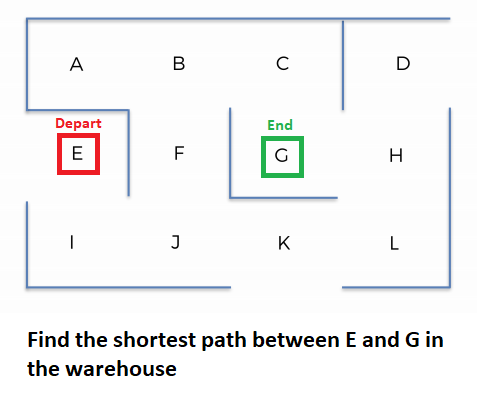 A B C D
Depart End
E F G H
I J K L
Find the shortest path between E and G in
the warehouse